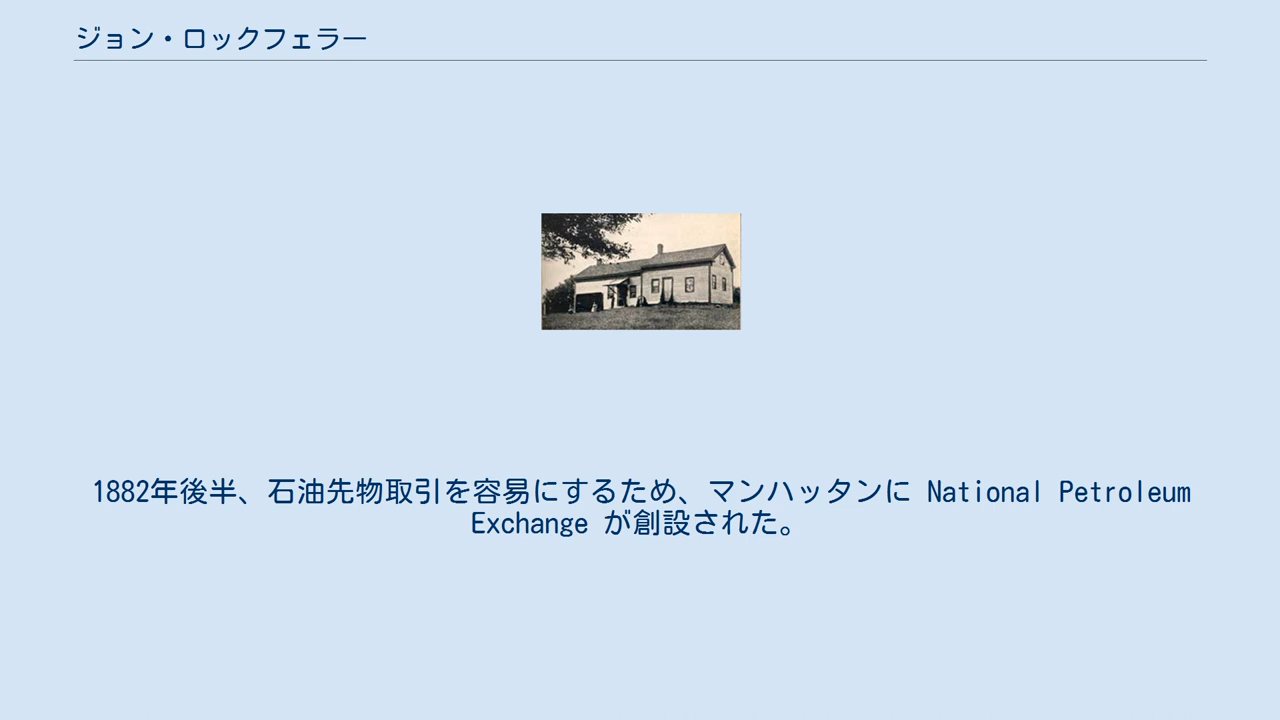 ジョン・ロックフェラー
1882年後半、石油先物取引を容易にするため、マンハッタンに National Petroleum
Exchange が創設された。